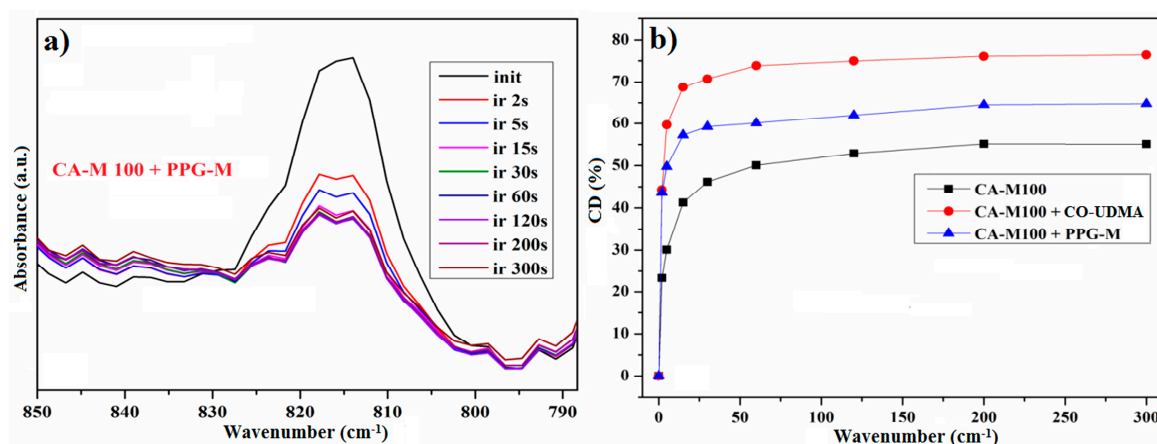 a)
CA-M 100 + PPG-M
init
ir 2s
ir 5s
ir 15s
ir 30s
ir 60s
ir 120s
ir 200s
ir 300s
Absorbance (a.u.)
850 840 830 820 810 800 790
Wavenumber (cm-1)
b)
80
70
60
50
40
30
20
10
0
CD (%)
CA-M100
CA-M100 + CO-UDMA
CA-M100 + PPG-M
0 50 100 150 200 250 300
Wavenumber (cm-1)